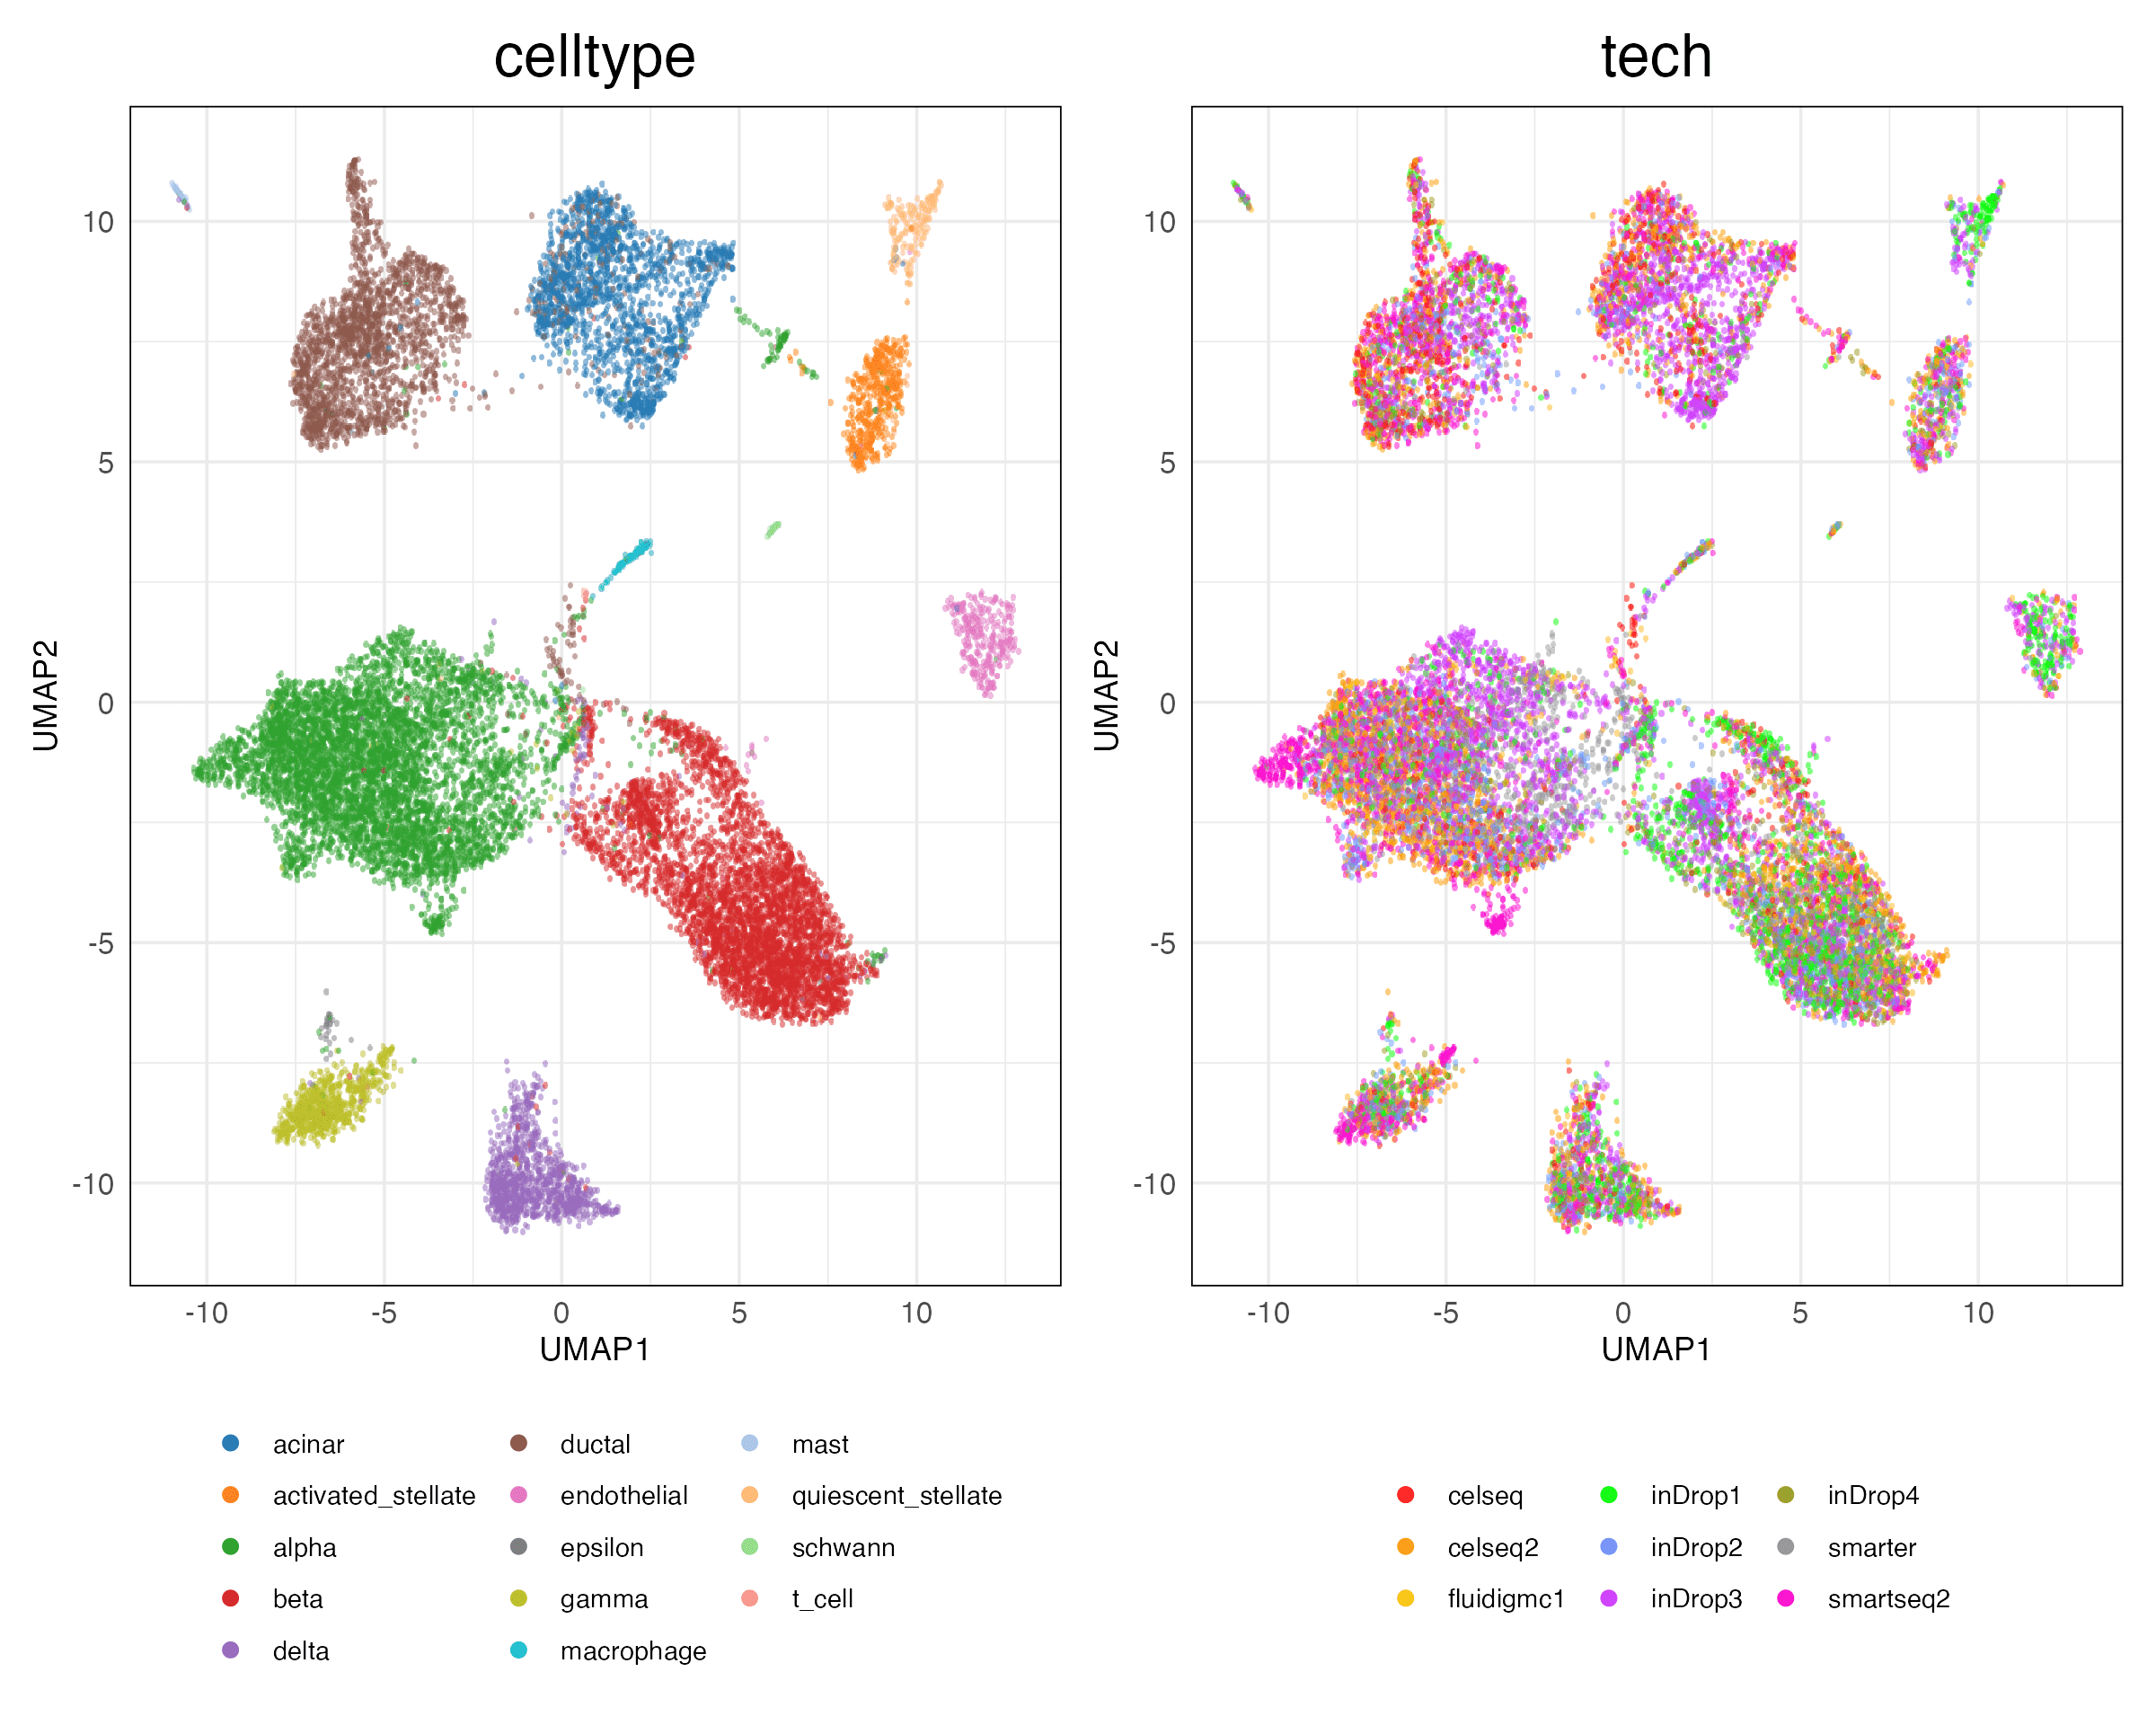 celltype
tech
UMAP2
10
5
0
-5
-10
-10
-5
0
5
10
UMAP1
UMAP2
10
5
0
-5
-10
-10
-5
0
5
10
UMAP1
acinar
activated_stellate
alpha
beta
delta
ductal
endothelial
epsilon
gamma
macrophage
mast
quiescent_stellate
schwann
t_cell
celseq
celseq2
fluidigmc1
inDrop1
inDrop2
inDrop3
inDrop4
smarter
smartseq2